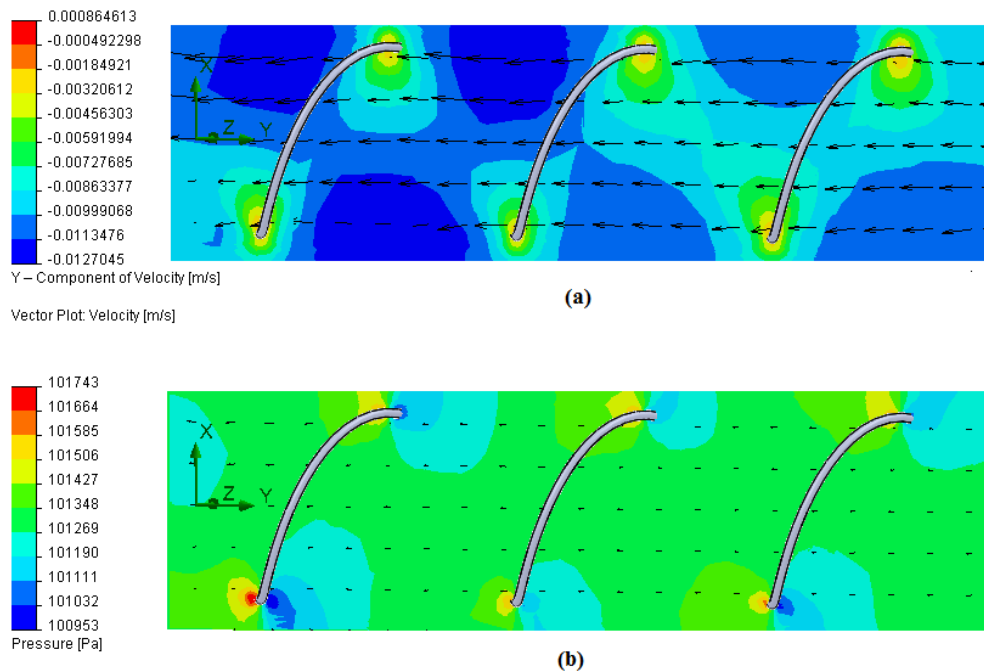 0.000864613
-0.000492298
-0.00184921
-0.00320612
-0.00456303
-0.00591994
-0.00727685
-0.00863377
-0.00999068
-0.0113476
-0.0127045
Y – Component of Velocity [m/s]
Vector Plot: Velocity [m/s]
X
Z
Y
(a)
101743
101664
101585
101506
101427
101348
101269
101190
101111
101032
100953
Pressure [Pa]
X
Z
Y
(b)